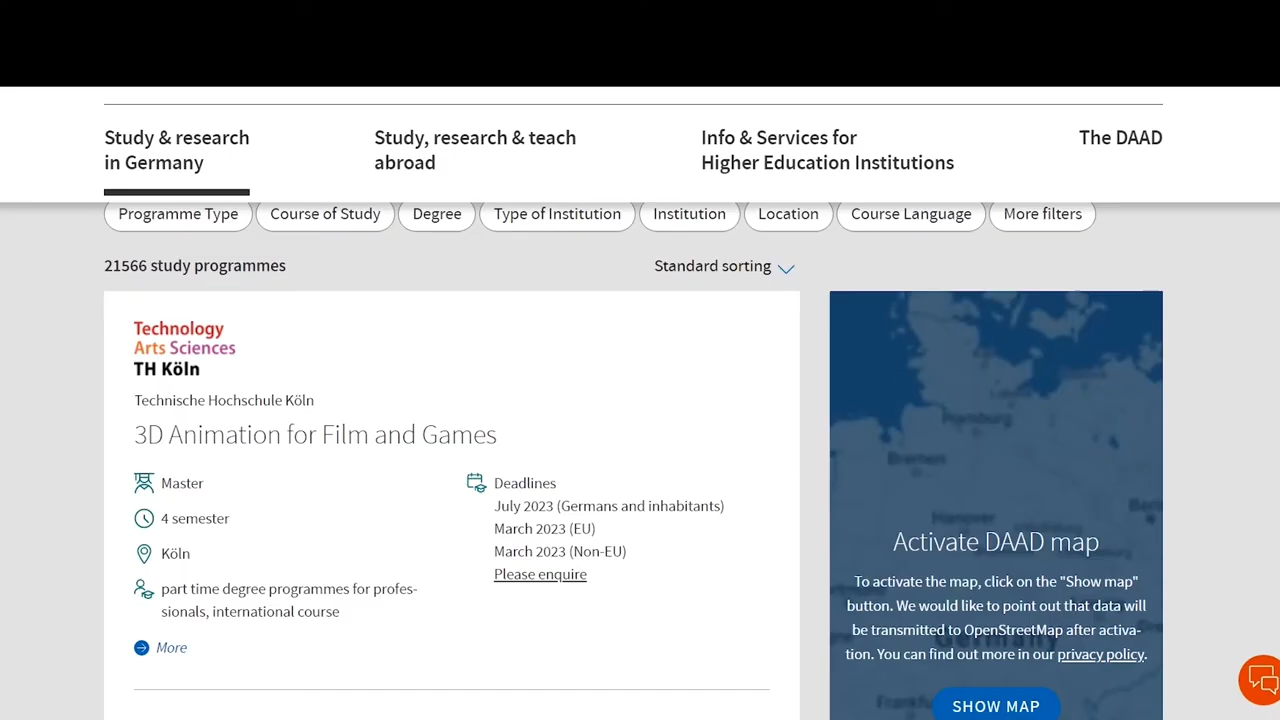 Study & research
in Germany
Study, research & teach
abroad
Info & Services for
Higher Education Institutions
The DAAD
Programme Type
Course of Study
Degree
Type of Institution
Institution
Location
Course Language
More filters
21566 study programmes
Standard sorting
Technology
Arts Sciences
TH Köln
Technische Hochschule Köln
3D Animation for Film and Games
Master
4 semester
Köln
part time degree programmes for profes-
sionals, international course
More
Deadlines
July 2023 (Germans and inhabitants)
March 2023 (EU)
March 2023 (Non-EU)
Please enquire
Hamburg
Bremen
Hanover
Germany
Activate DAAD map
To activate the map, click on the "Show map"
button. We would like to point out that data will
be transmitted to OpenStreetMap after activa-
tion. You can find out more in our privacy policy.
SHOW MAP